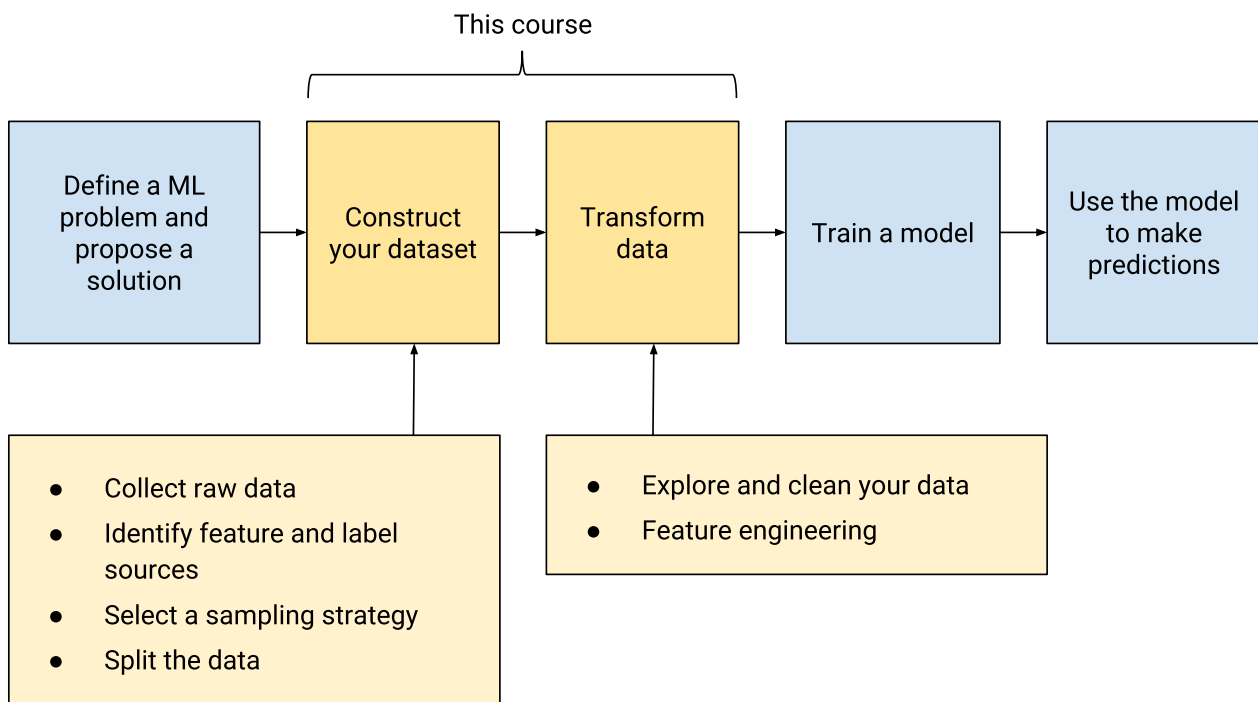 This course
Define a ML
problem and
propose a
solution
Construct
your dataset
Transform
data
Train a model
Use the model
to make
predictions
● Collect raw data
● Identify feature and label
sources
● Select a sampling strategy
● Split the data
● Explore and clean your data
● Feature engineering